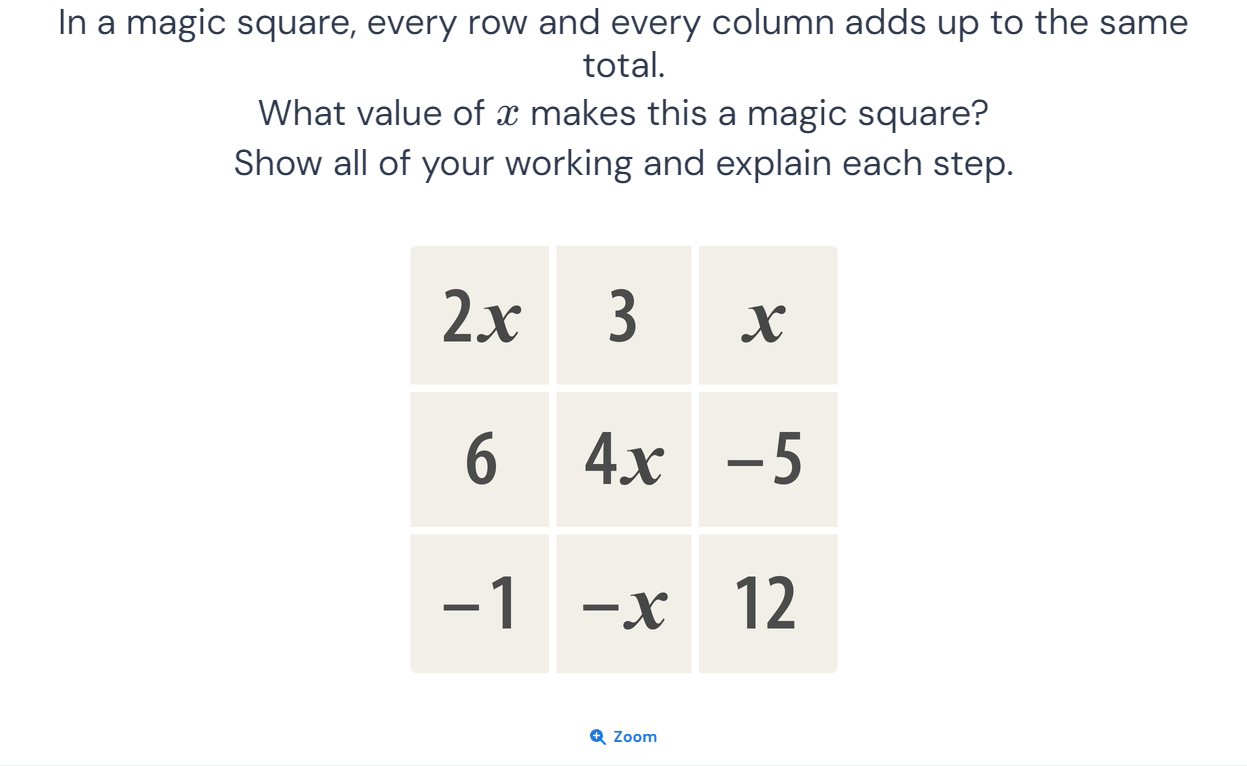 In a magic square, every row and every column adds up to the same
total.
What value of x makes this a magic square?
Show all of your working and explain each step.
2x 3 x
6 4x −5
−1 −x 12
Zoom